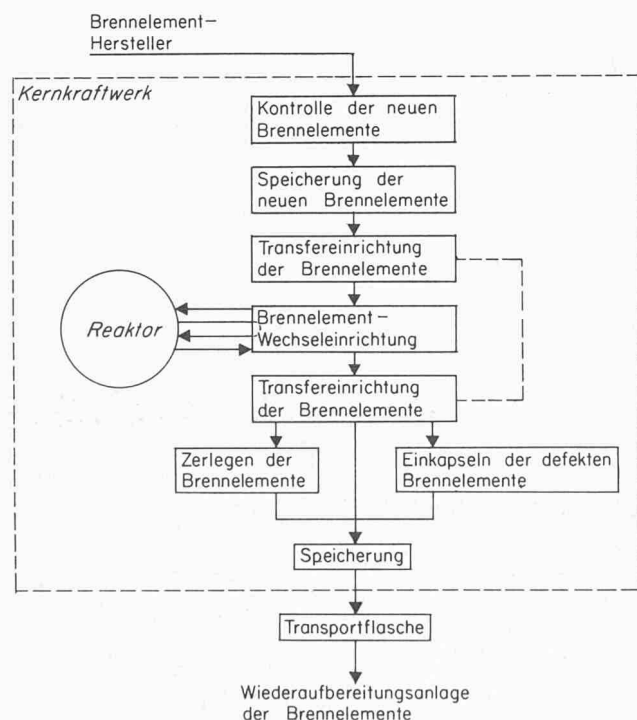 Brennelement-
Hersteller
Kernkraftwerk
Kontrolle der neuen
Brennelemente
Speicherung der
neuen Brennelemente
Transfereinrichtung
der Brennelemente
Reaktor
Brennelement-
Wechseleinrichtung
Transfereinrichtung
der Brennelemente
Zerlegen der
Brennelemente
Einkapseln der defekten
Brennelemente
Speicherung
Transportflasche
Wiederaufbereitungsanlage
der Brennelemente